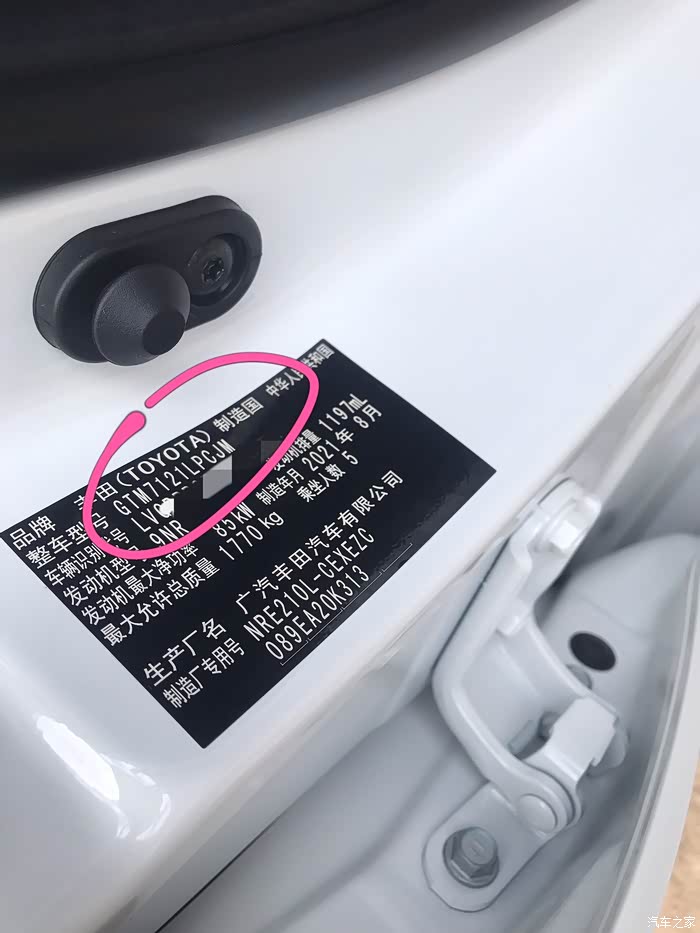 品牌 丰田(TOYOTA) 制造国 中华人民共和国
整车型号 GTM7121LPCJM
车辆识别代号 LV
发动机型号 9NR 发动机排量 1197mL
发动机最大净功率 85kW 制造年月 2021年 8月
最大允许总质量 1770 kg 乘坐人数 5
生产厂名 广汽丰田汽车有限公司
制造厂专用号 NRE210L-CEXEZC
089EA20K313
汽车之家